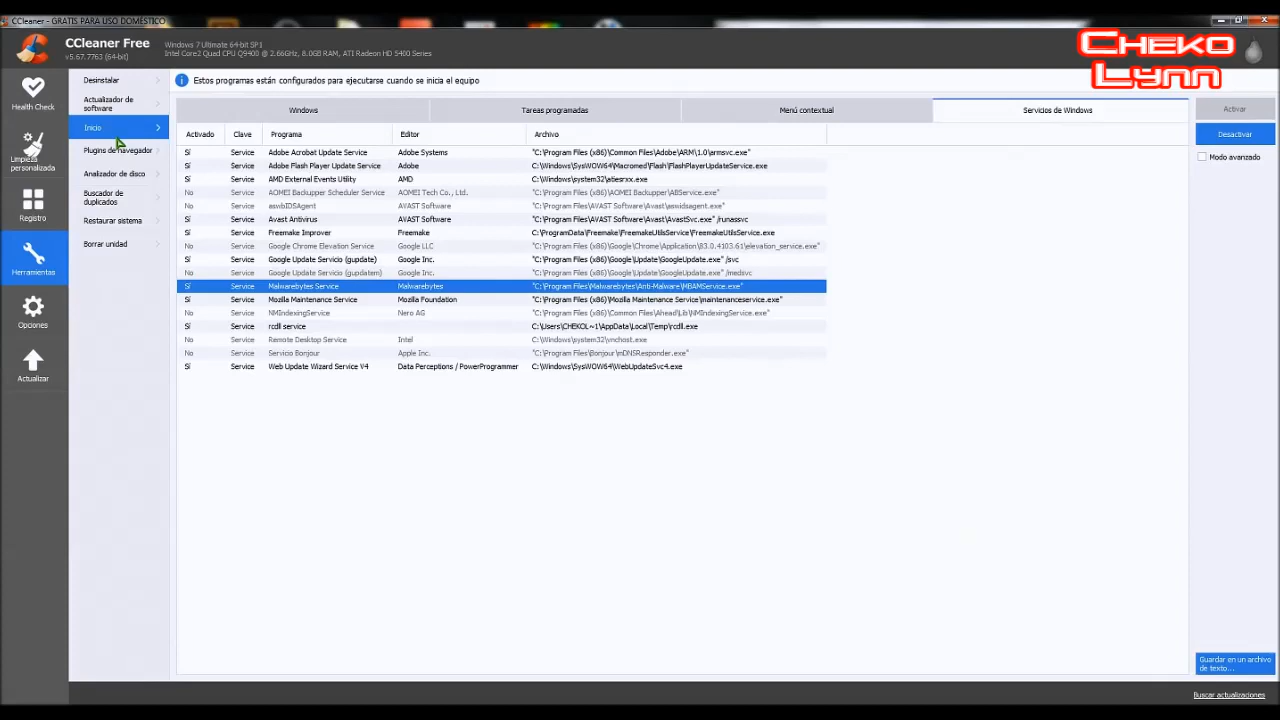 CCleaner - GRATIS PARA USO DOMÉSTICO
CCleaner Free
v5.67.7763 (64-bit)
Windows 7 Ultimate 64-bit SP1
Intel Core2 Quad CPU Q9400 @ 2.66GHz, 8.0GB RAM, ATI Radeon HD 5400 Series
CHEKO
LYNN
Health Check
Limpieza
personalizada
Registro
Herramientas
Opciones
Actualizar
Desinstalar
Actualizador de
software
Inicio
Plugins de navegador
Analizador de disco
Buscador de
duplicados
Restaurar sistema
Borrar unidad
Estos programas están configurados para ejecutarse cuando se inicia el equipo
Windows Tareas programadas Menú contextual Servicios de Windows
Activado Clave Programa Editor Archivo
Sí Service Adobe Acrobat Update Service Adobe Systems "C:\Program Files (x86)\Common Files\Adobe\ARM\1.0\armsvc.exe"
Sí Service Adobe Flash Player Update Service Adobe C:\Windows\SysWOW64\Macromed\Flash\FlashPlayerUpdateService.exe
Sí Service AMD External Events Utility AMD C:\Windows\system32\atiesrxx.exe
No Service AOMEI Backupper Scheduler Service AOMEI Tech Co., Ltd. "C:\Program Files (x86)\AOMEI Backupper\ABService.exe"
No Service aswbIDSAgent AVAST Software "C:\Program Files\AVAST Software\Avast\aswidsagent.exe"
Sí Service Avast Antivirus AVAST Software "C:\Program Files\AVAST Software\Avast\AvastSvc.exe" /runassvc
Sí Service Freemake Improver Freemake "C:\ProgramData\Freemake\FreemakeUtilsService\FreemakeUtilsService.exe"
No Service Google Chrome Elevation Service Google LLC "C:\Program Files (x86)\Google\Chrome\Application\83.0.4103.61\elevation_service.exe"
Sí Service Google Update Servicio (gupdate) Google Inc. "C:\Program Files (x86)\Google\Update\GoogleUpdate.exe" /svc
No Service Google Update Servicio (gupdatem) Google Inc. "C:\Program Files (x86)\Google\Update\GoogleUpdate.exe" /medsvc
Sí Service Malwarebytes Service Malwarebytes "C:\Program Files\Malwarebytes\Anti-Malware\MBAMService.exe"
Sí Service Mozilla Maintenance Service Mozilla Foundation "C:\Program Files (x86)\Mozilla Maintenance Service\maintenanceservice.exe"
No Service NMIndexingService Nero AG "C:\Program Files (x86)\Common Files\Ahead\Lib\NMIndexingService.exe"
Sí Service rcdll service C:\Users\CHEKOL~1\AppData\Local\Temp\rcdll.exe
No Service Remote Desktop Service Intel C:\Windows\system32\vnchost.exe
No Service Servicio Bonjour Apple Inc. "C:\Program Files\Bonjour\mDNSResponder.exe"
Sí Service Web Update Wizard Service V4 Data Perceptions / PowerProgrammer C:\Windows\SysWOW64\WebUpdateSvc4.exe
Activar
Desactivar
Modo avanzado
Guardar en un archivo
de texto...
Buscar actualizaciones